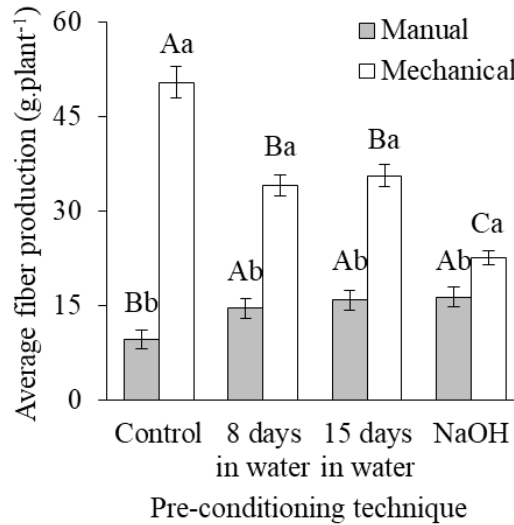 Average fiber production (g.plant⁻¹)
60
45
30
15
0
Manual
Mechanical
Aa
Ba
Ba
Ca
Bb
Ab
Ab
Ab
Control
8 days
in water
15 days
in water
NaOH
Pre-conditioning technique